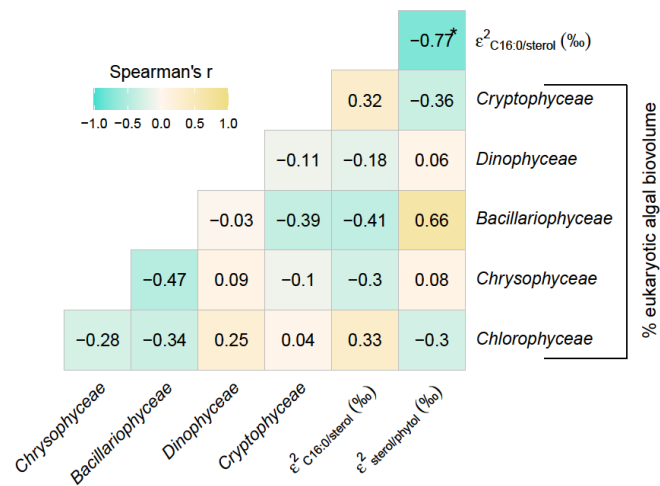 −0.77* ε²C16:0/sterol (‰)
Spearman's r
−1.0 −0.5 0.0 0.5 1.0
0.32 −0.36 Cryptophyceae
−0.11 −0.18 0.06 Dinophyceae
−0.03 −0.39 −0.41 0.66 Bacillariophyceae
−0.47 0.09 −0.1 −0.3 0.08 Chrysophyceae
−0.28 −0.34 0.25 0.04 0.33 −0.3 Chlorophyceae
% eukaryotic algal biovolume
Chrysophyceae
Bacillariophyceae
Dinophyceae
Cryptophyceae
ε²C16:0/sterol (‰)
ε²sterol/phytol (‰)